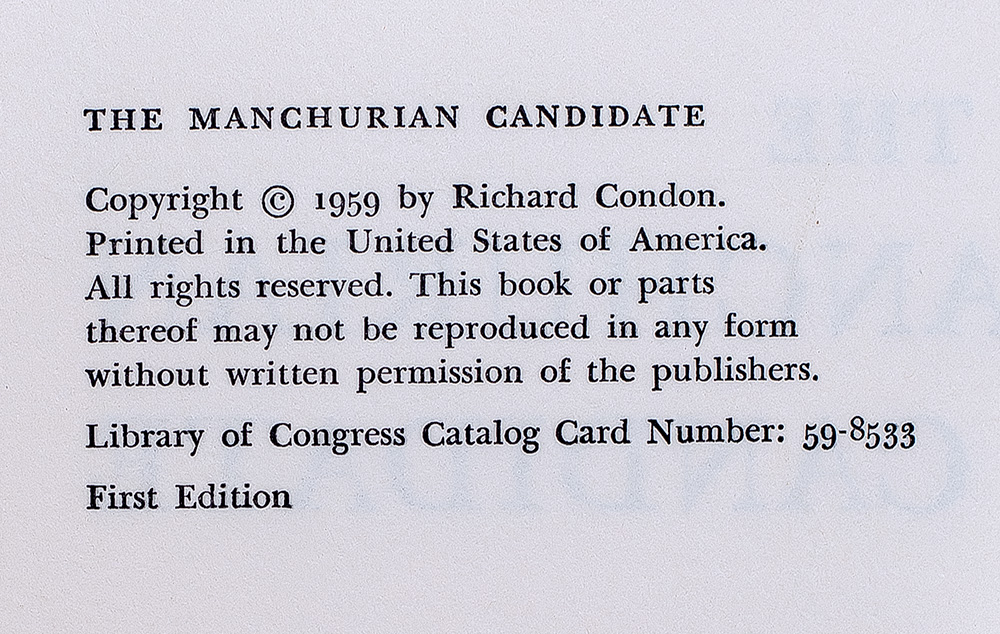 THE MANCHURIAN CANDIDATE
Copyright © 1959 by Richard Condon.
Printed in the United States of America.
All rights reserved. This book or parts
thereof may not be reproduced in any form
without written permission of the publishers.
Library of Congress Catalog Card Number: 59-8533
First Edition